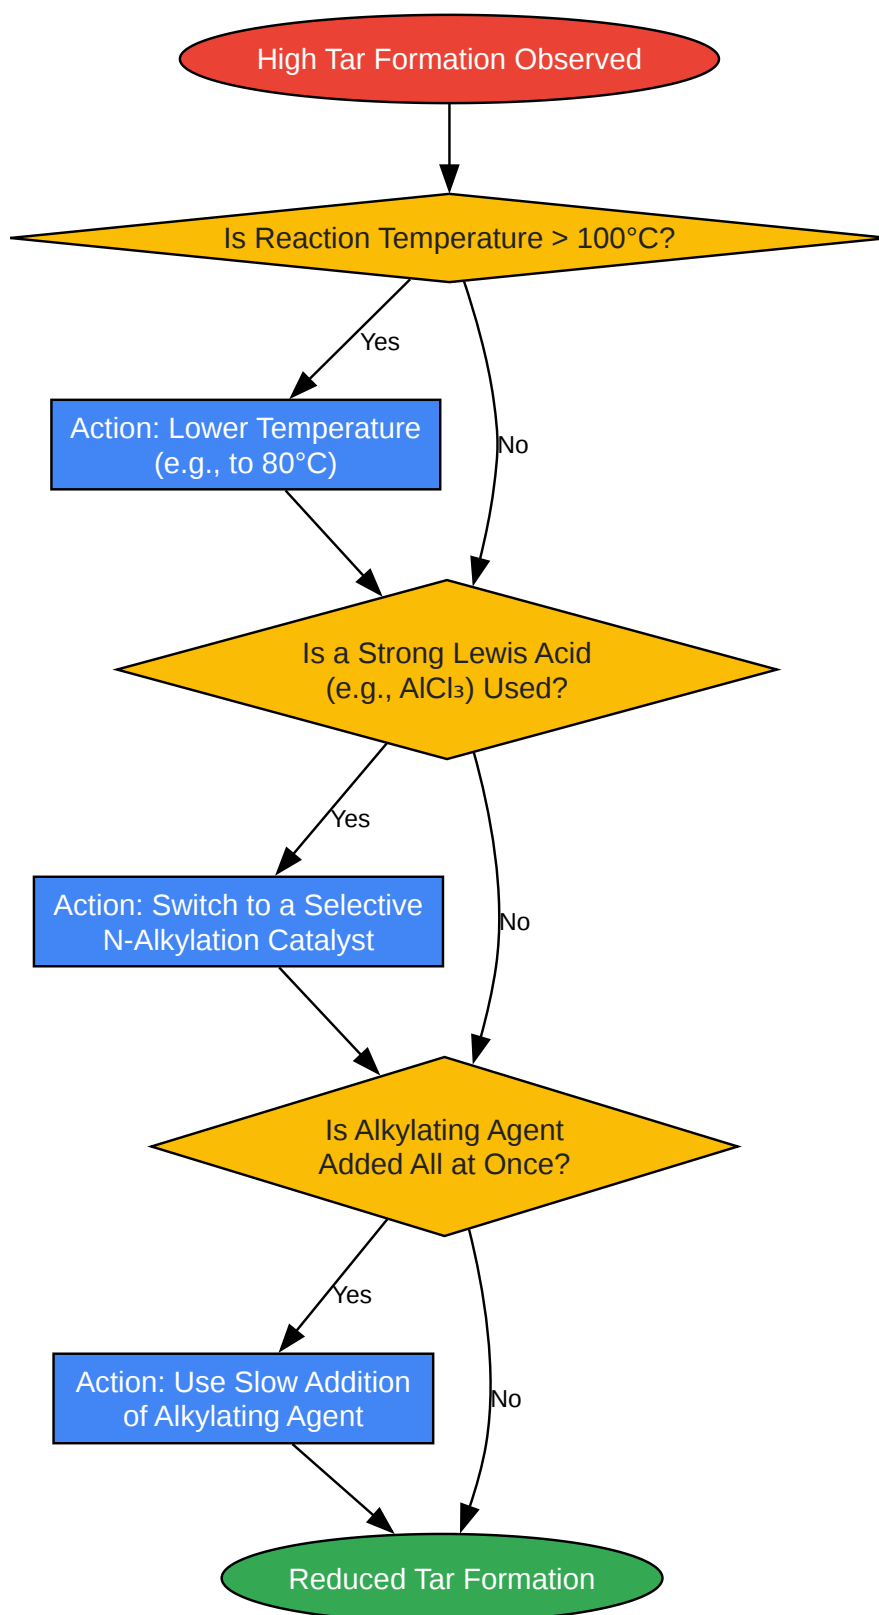 High Tar Formation Observed
Is Reaction Temperature > 100°C?
Yes
Action: Lower Temperature
(e.g., to 80°C)
No
Is a Strong Lewis Acid
(e.g., AlCl₃) Used?
Yes
Action: Switch to a Selective
N-Alkylation Catalyst
No
Is Alkylating Agent
Added All at Once?
Yes
Action: Use Slow Addition
of Alkylating Agent
No
Reduced Tar Formation